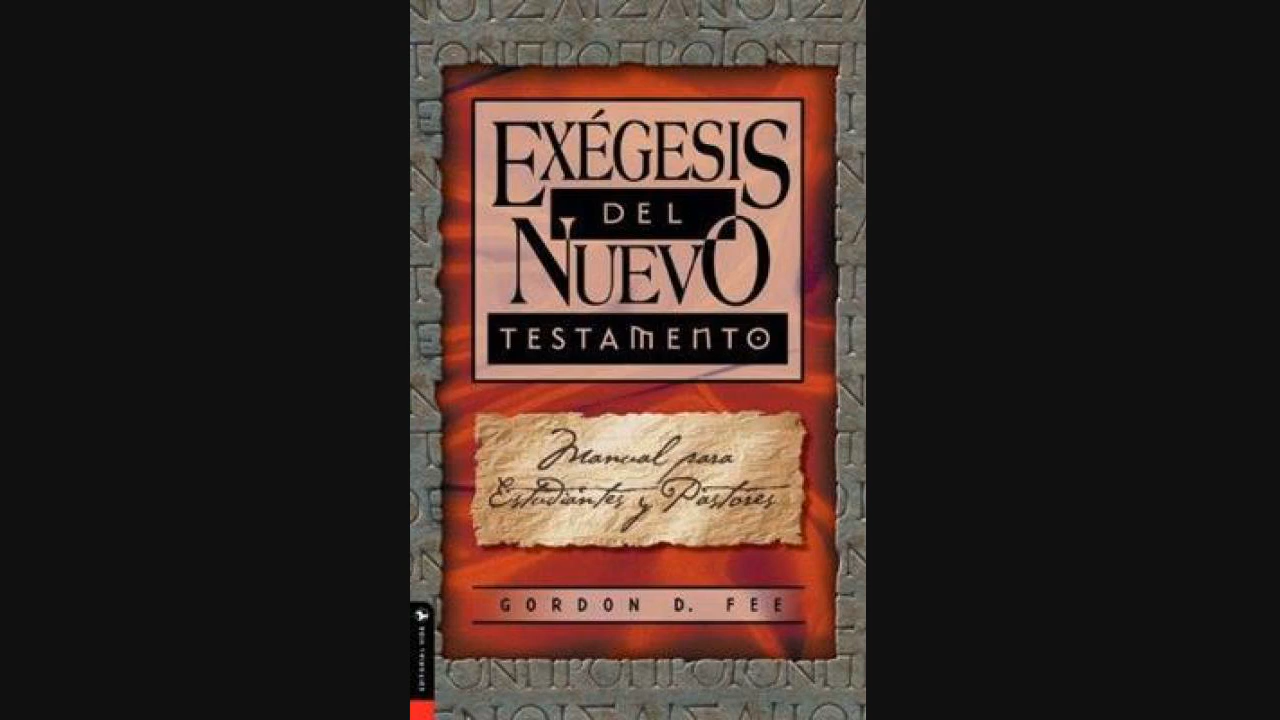 EXÉGESIS
DEL
NUEVO
TESTAMENTO
Manual para
Estudiantes y Pastores
GORDON D. FEE